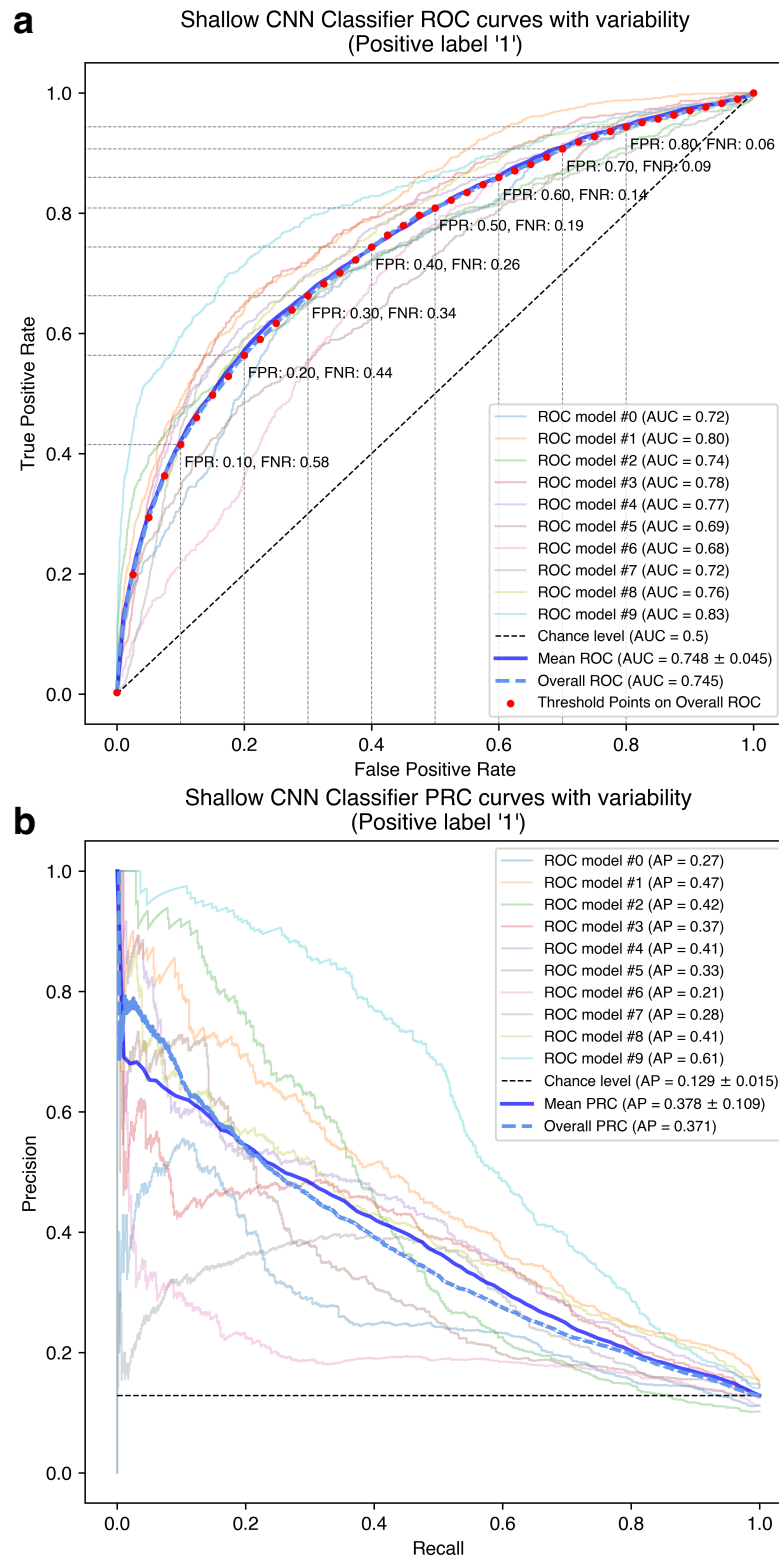 a
Shallow CNN Classifier ROC curves with variability
(Positive label '1')
1.0
0.8
0.6
0.4
0.2
0.0
True Positive Rate
FPR: 0.80, FNR: 0.06
FPR: 0.70, FNR: 0.09
FPR: 0.60, FNR: 0.14
FPR: 0.50, FNR: 0.19
FPR: 0.40, FNR: 0.26
FPR: 0.30, FNR: 0.34
FPR: 0.20, FNR: 0.44
FPR: 0.10, FNR: 0.58
ROC model #0 (AUC = 0.72)
ROC model #1 (AUC = 0.80)
ROC model #2 (AUC = 0.74)
ROC model #3 (AUC = 0.78)
ROC model #4 (AUC = 0.77)
ROC model #5 (AUC = 0.69)
ROC model #6 (AUC = 0.68)
ROC model #7 (AUC = 0.72)
ROC model #8 (AUC = 0.76)
ROC model #9 (AUC = 0.83)
Chance level (AUC = 0.5)
Mean ROC (AUC = 0.748 ± 0.045)
Overall ROC (AUC = 0.745)
Threshold Points on Overall ROC
0.0 0.2 0.4 0.6 0.8 1.0
False Positive Rate
b
Shallow CNN Classifier PRC curves with variability
(Positive label '1')
1.0
0.8
0.6
0.4
0.2
0.0
Precision
ROC model #0 (AP = 0.27)
ROC model #1 (AP = 0.47)
ROC model #2 (AP = 0.42)
ROC model #3 (AP = 0.37)
ROC model #4 (AP = 0.41)
ROC model #5 (AP = 0.33)
ROC model #6 (AP = 0.21)
ROC model #7 (AP = 0.28)
ROC model #8 (AP = 0.41)
ROC model #9 (AP = 0.61)
Chance level (AP = 0.129 ± 0.015)
Mean PRC (AP = 0.378 ± 0.109)
Overall PRC (AP = 0.371)
0.0 0.2 0.4 0.6 0.8 1.0
Recall